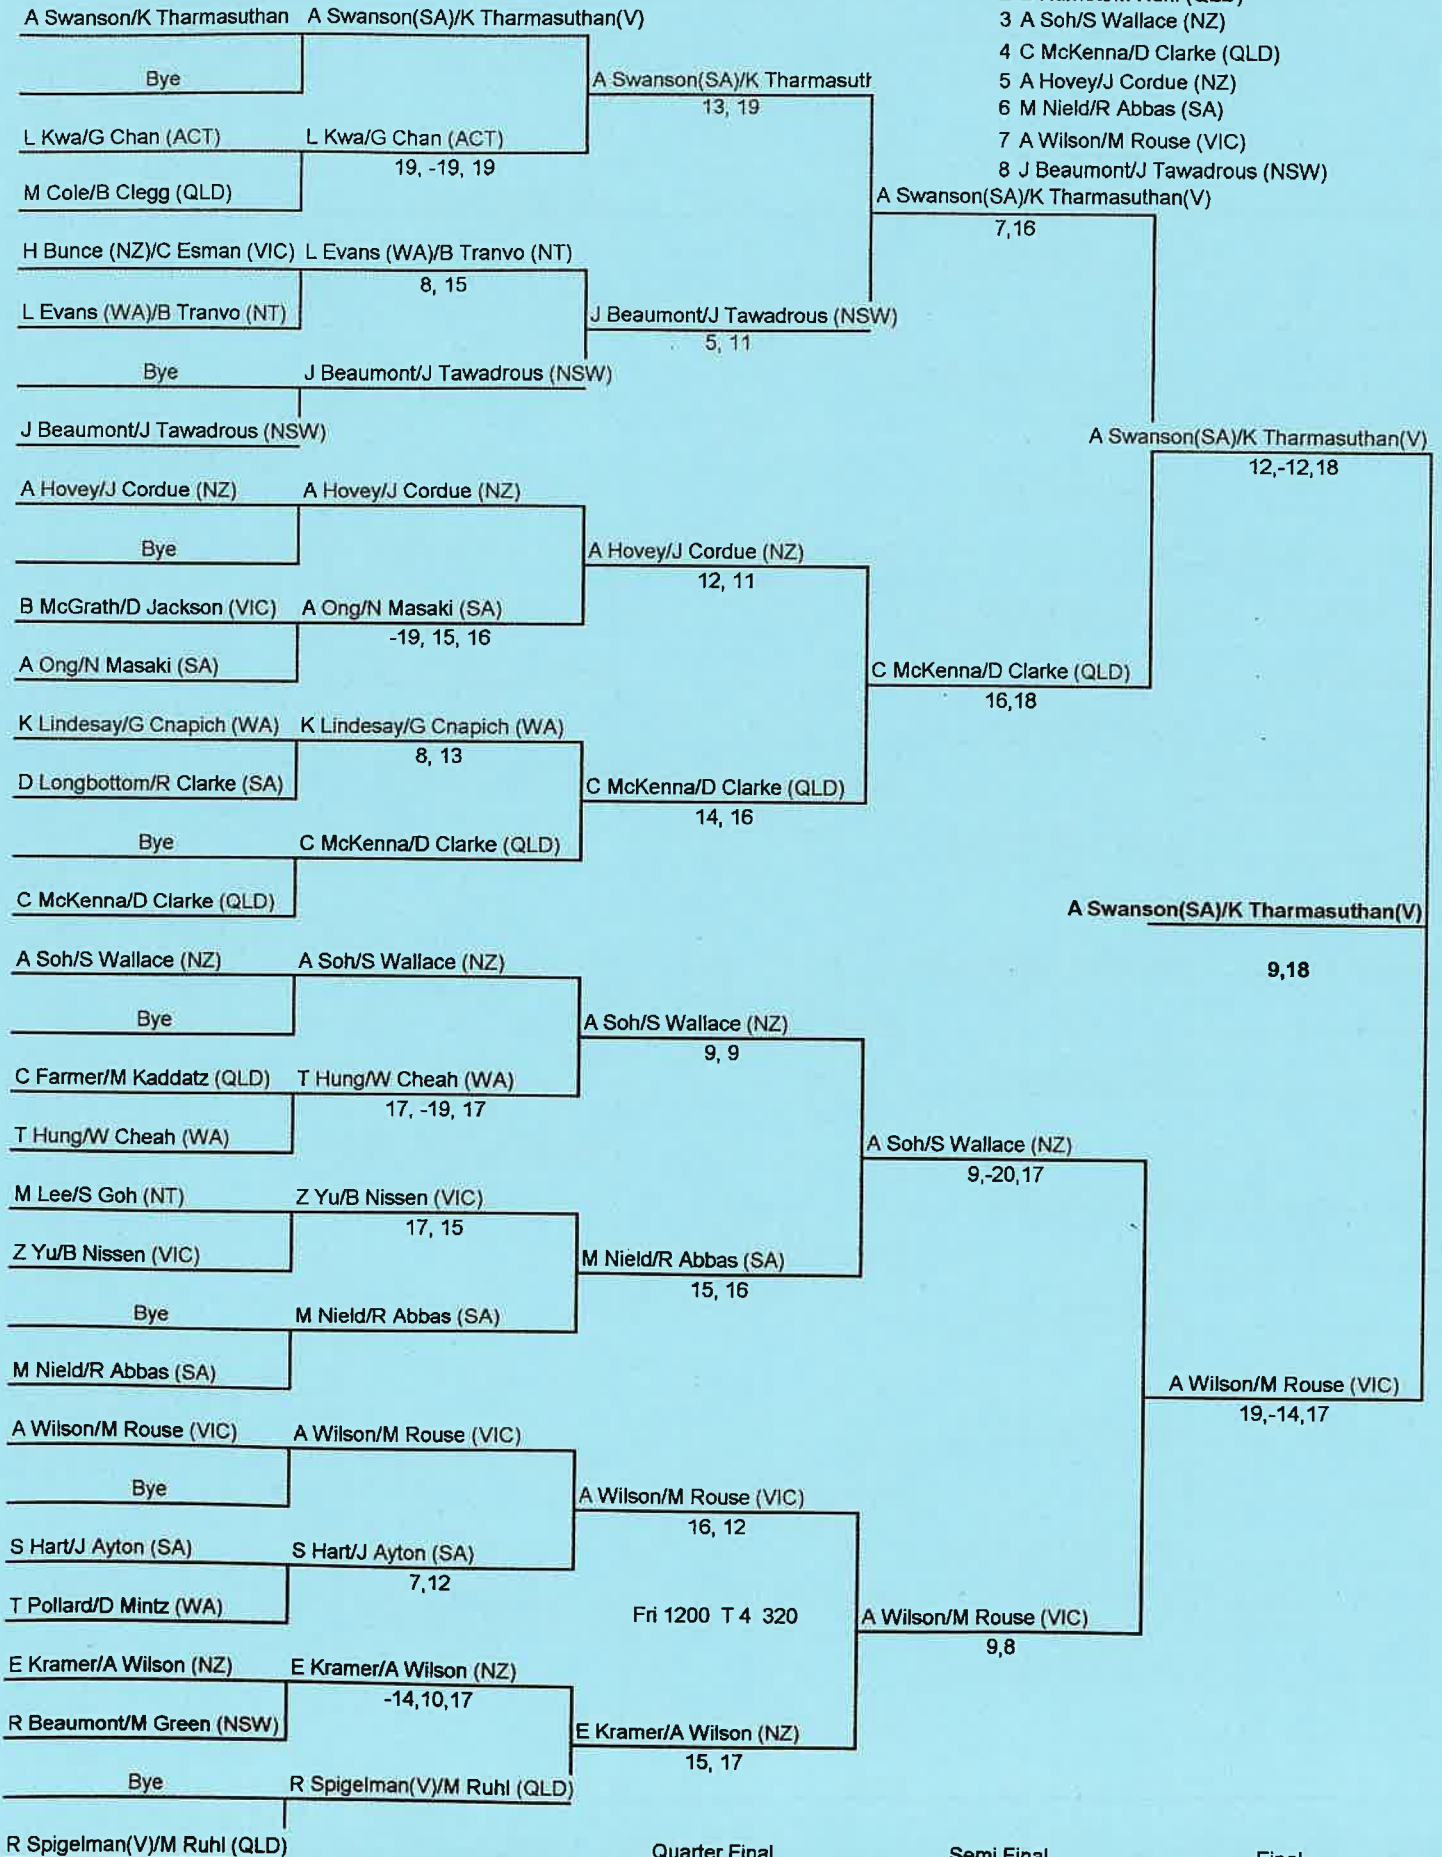 A Swanson/K Tharmasuthan
A Swanson(SA)/K Tharmasuthan(V)
3 A Soh/S Wallace (NZ)
4 C McKenna/D Clarke (QLD)
5 A Hovey/J Cordue (NZ)
6 M Nield/R Abbas (SA)
7 A Wilson/M Rouse (VIC)
8 J Beaumont/J Tawadrous (NSW)
Bye
A Swanson(SA)/K Tharmasuth
13, 19
L Kwa/G Chan (ACT)
L Kwa/G Chan (ACT)
19, -19, 19
M Cole/B Clegg (QLD)
A Swanson(SA)/K Tharmasuthan(V)
7,16
H Bunce (NZ)/C Esman (VIC)
L Evans (WA)/B Tranvo (NT)
8, 15
L Evans (WA)/B Tranvo (NT)
J Beaumont/J Tawadrous (NSW)
5, 11
Bye
J Beaumont/J Tawadrous (NSW)
J Beaumont/J Tawadrous (NSW)
A Swanson(SA)/K Tharmasuthan(V)
12,-12,18
A Hovey/J Cordue (NZ)
A Hovey/J Cordue (NZ)
Bye
A Hovey/J Cordue (NZ)
12, 11
B McGrath/D Jackson (VIC)
A Ong/N Masaki (SA)
-19, 15, 16
A Ong/N Masaki (SA)
C McKenna/D Clarke (QLD)
16,18
K Lindesay/G Cnapich (WA)
K Lindesay/G Cnapich (WA)
8, 13
D Longbottom/R Clarke (SA)
C McKenna/D Clarke (QLD)
14, 16
Bye
C McKenna/D Clarke (QLD)
C McKenna/D Clarke (QLD)
A Swanson(SA)/K Tharmasuthan(V)
9,18
A Soh/S Wallace (NZ)
A Soh/S Wallace (NZ)
Bye
A Soh/S Wallace (NZ)
9, 9
C Farmer/M Kaddatz (QLD)
T Hung/W Cheah (WA)
17, -19, 17
T Hung/W Cheah (WA)
A Soh/S Wallace (NZ)
9,-20,17
M Lee/S Goh (NT)
Z Yu/B Nissen (VIC)
17, 15
Z Yu/B Nissen (VIC)
M Nield/R Abbas (SA)
15, 16
Bye
M Nield/R Abbas (SA)
M Nield/R Abbas (SA)
A Wilson/M Rouse (VIC)
19,-14,17
A Wilson/M Rouse (VIC)
A Wilson/M Rouse (VIC)
Bye
A Wilson/M Rouse (VIC)
16, 12
S Hart/J Ayton (SA)
S Hart/J Ayton (SA)
7,12
T Pollard/D Mintz (WA)
Fri 1200 T 4 320
A Wilson/M Rouse (VIC)
9,8
E Kramer/A Wilson (NZ)
E Kramer/A Wilson (NZ)
-14,10,17
R Beaumont/M Green (NSW)
E Kramer/A Wilson (NZ)
15, 17
Bye
R Spigelman(V)/M Ruhl (QLD)
R Spigelman(V)/M Ruhl (QLD)
Quarter Final
Semi Final
Final